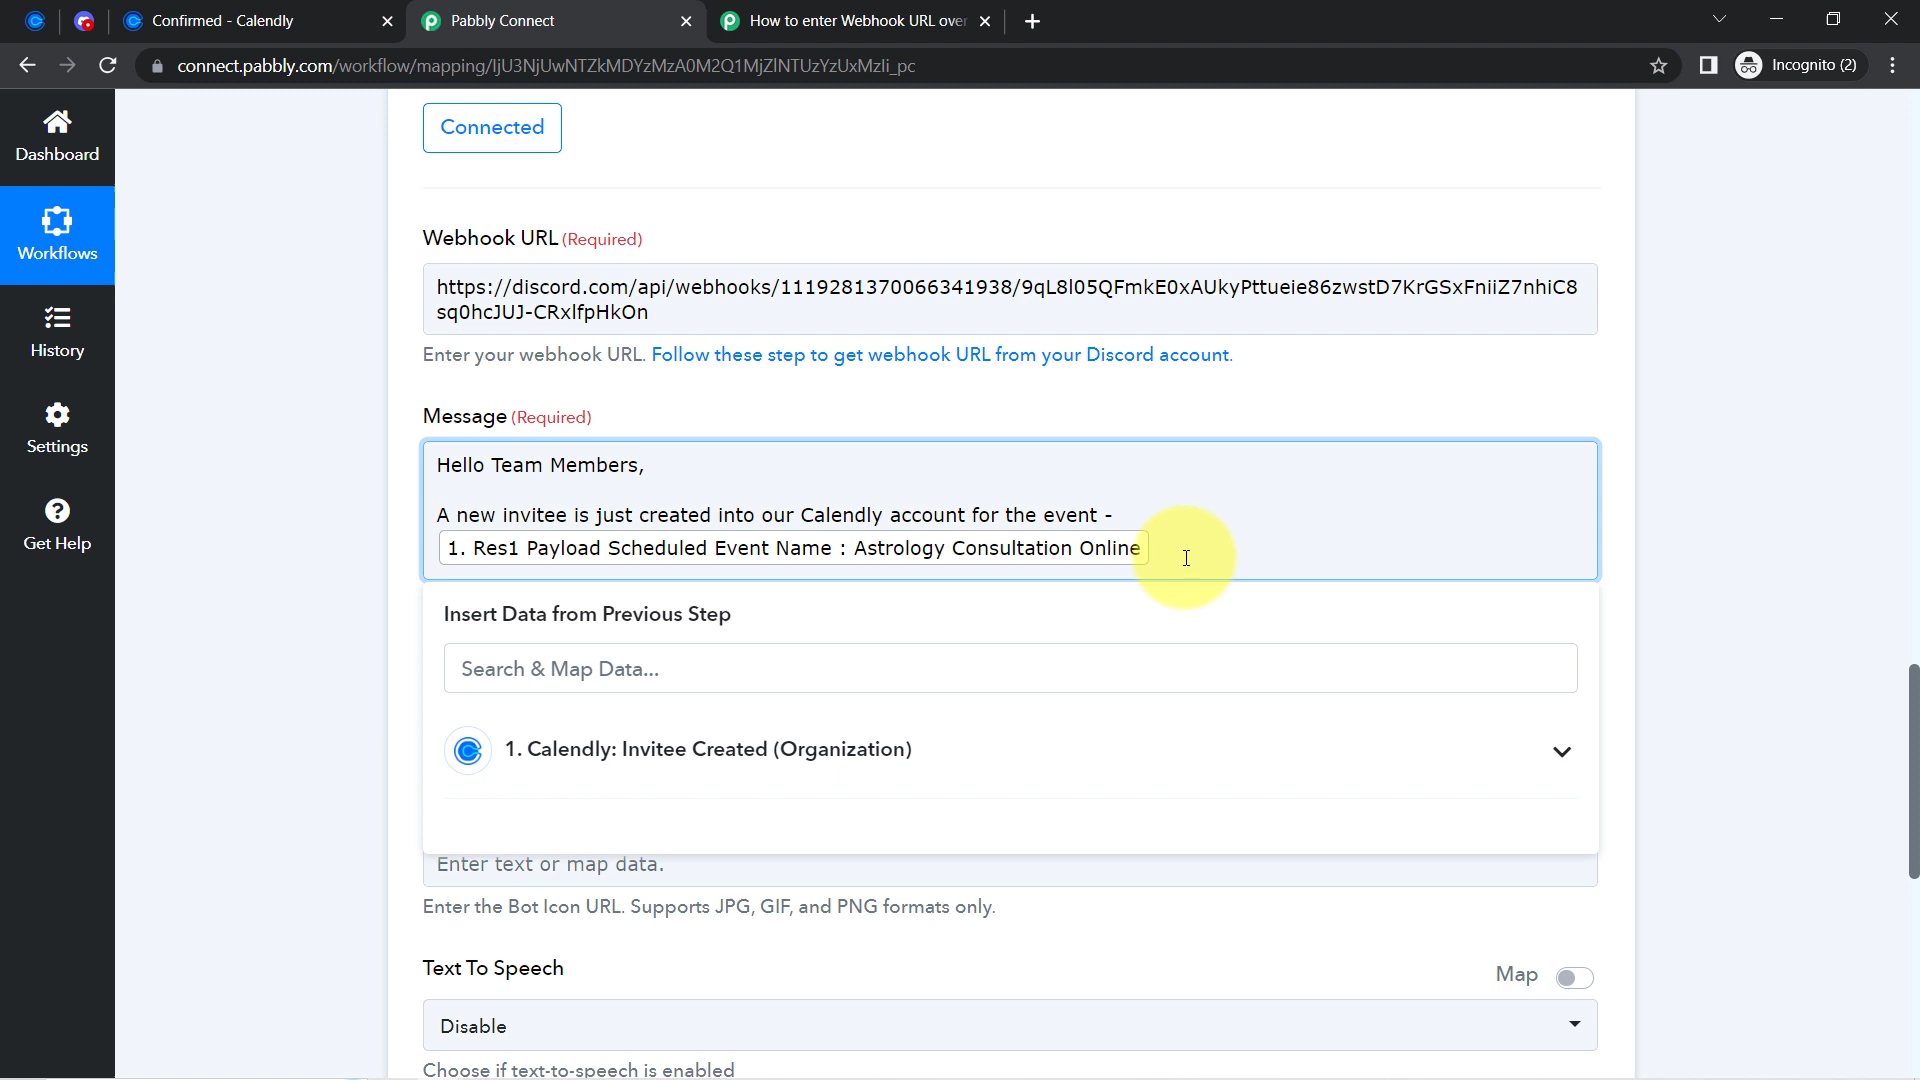 Confirmed - Calendly
Pabbly Connect
How to enter Webhook URL over
connect.pabbly.com/workflow/mapping/IjU3NjUwNTZkMDYzMzA0M2Q1MjZlNTUzYzUxMzIi_pc
Incognito (2)
Dashboard
Workflows
History
Settings
Get Help
Connected
Webhook URL (Required)
https://discord.com/api/webhooks/1119281370066341938/9qL8l05QFmkE0xAUkyPttueie86zwstD7KrGSxFniiZ7nhiC8
sq0hcJUJ-CRxlfpHkOn
Enter your webhook URL. Follow these step to get webhook URL from your Discord account.
Message (Required)
Hello Team Members,
A new invitee is just created into our Calendly account for the event -
1. Res1 Payload Scheduled Event Name : Astrology Consultation Online
Insert Data from Previous Step
Search & Map Data...
1. Calendly: Invitee Created (Organization)
Enter text or map data.
Enter the Bot Icon URL. Supports JPG, GIF, and PNG formats only.
Text To Speech
Map
Disable
Choose if text-to-speech is enabled